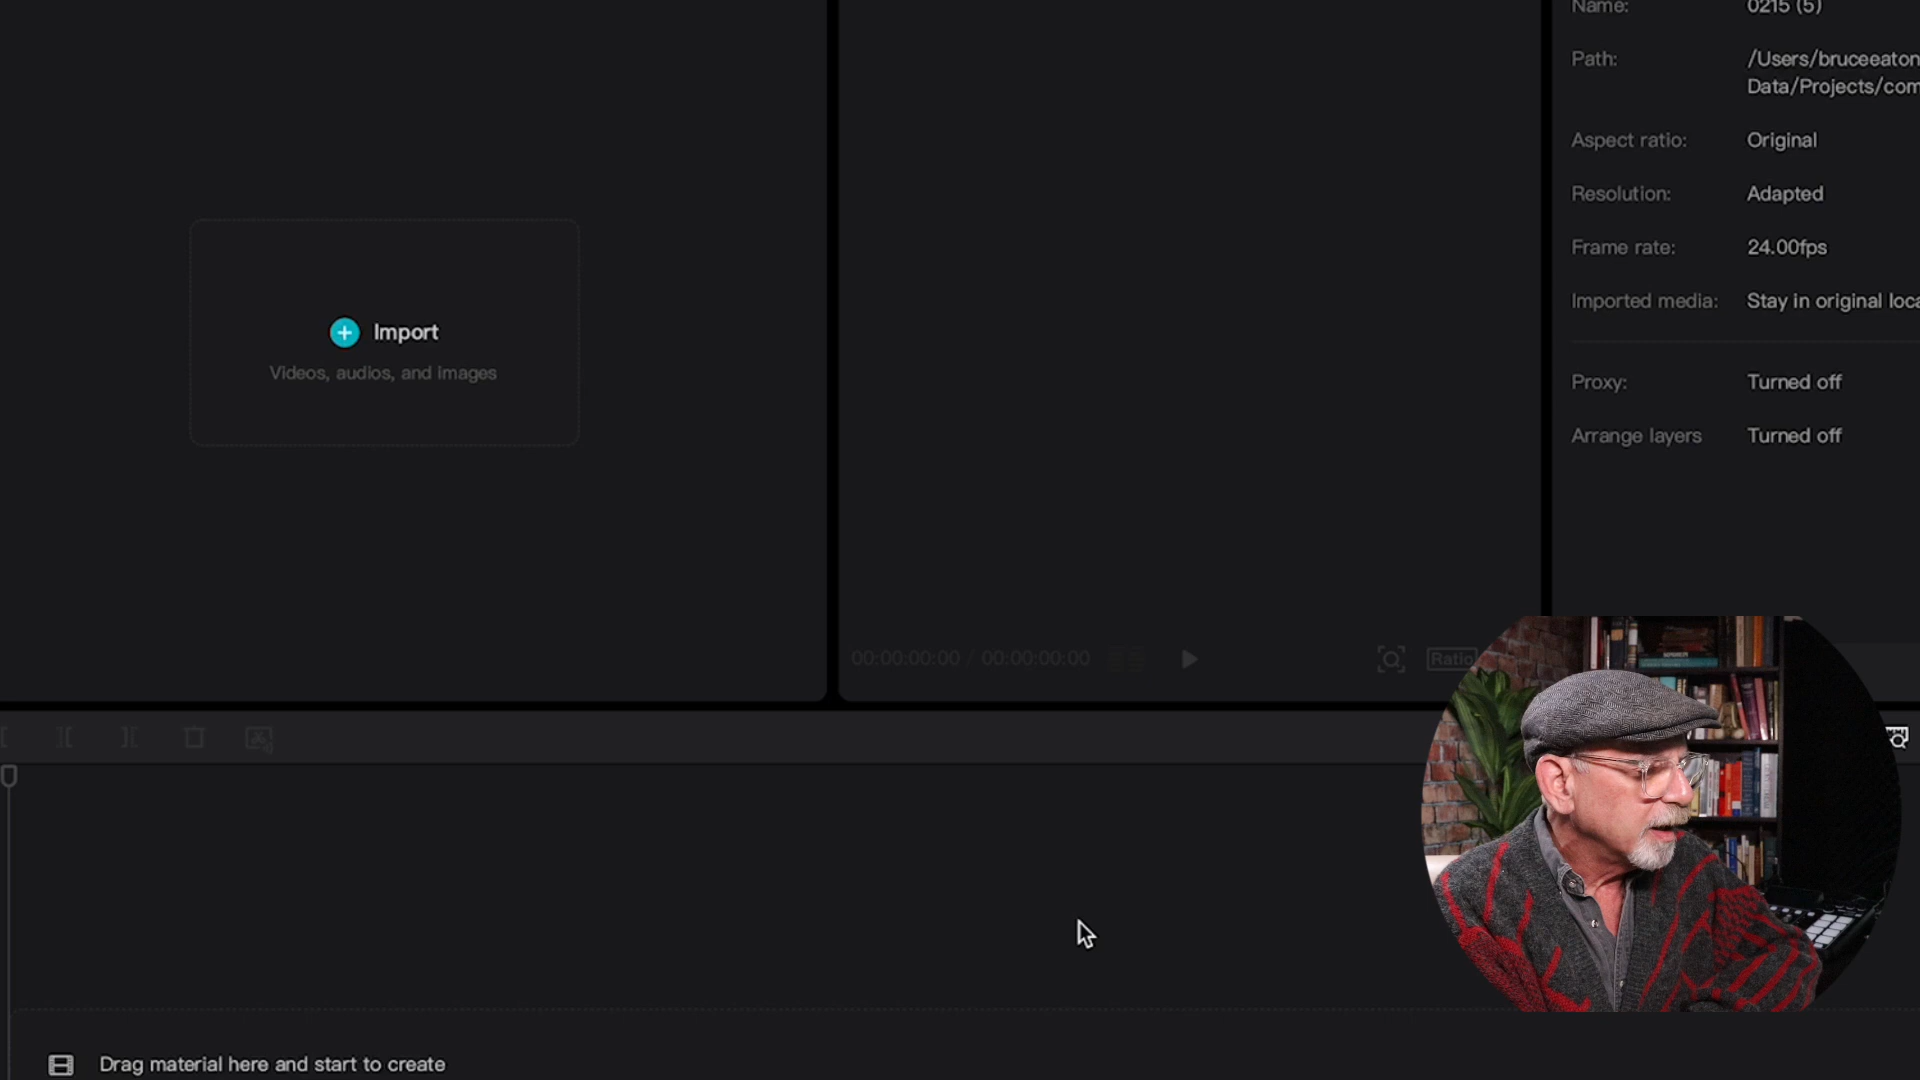 Import
Videos, audios, and images
00:00:00:00 / 00:00:00:00
Ratio
Name: 0215 (5)
Path: /Users/bruceeaton
Data/Projects/com
Aspect ratio: Original
Resolution: Adapted
Frame rate: 24.00fps
Imported media: Stay in original loca
Proxy: Turned off
Arrange layers Turned off
Drag material here and start to create